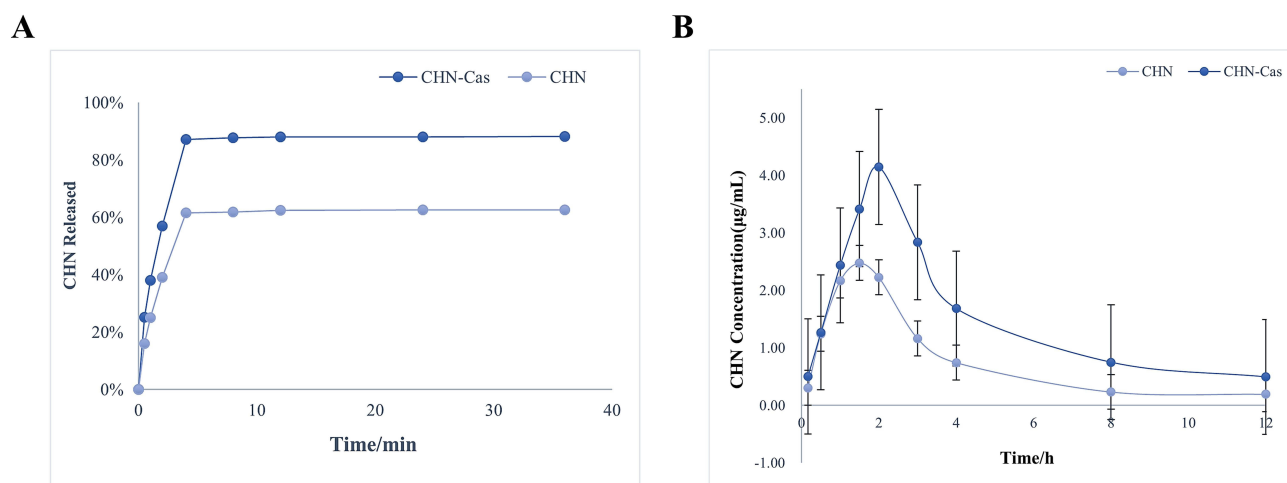 A
CHN-Cas CHN
100%
80%
60%
40%
20%
0%
CHN Released
0 10 20 30 40
Time/min
B
CHN CHN-Cas
5.00
4.00
3.00
2.00
1.00
0.00
-1.00
CHN Concentration(μg/mL)
0 2 4 6 8 10 12
Time/h